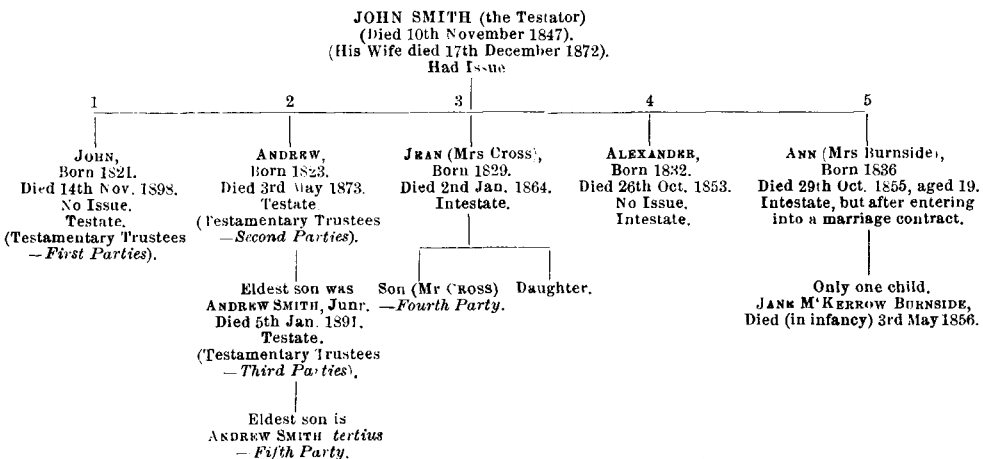 JOHN SMITH (the Testator)
(Died 10th November 1847).
(His Wife died 17th December 1872).
Had Issue
1
2
3
4
5
JOHN,
Born 1821.
Died 14th Nov. 1898.
No Issue.
Testate.
(Testamentary Trustees
—First Parties).
ANDREW,
Born 1823.
Died 3rd May 1873.
Testate
(Testamentary Trustees
—Second Parties).
JEAN (Mrs Cross),
Born 1829.
Died 2nd Jan. 1864.
Intestate.
ALEXANDER,
Born 1832.
Died 26th Oct. 1853.
No Issue.
Intestate.
ANN (Mrs Burnside),
Born 1836
Died 29th Oct. 1855, aged 19.
Intestate, but after entering
into a marriage contract.
Eldest son was
ANDREW SMITH, Junr.
Died 5th Jan. 1891.
Testate.
(Testamentary Trustees
—Third Parties).
Son (Mr CROSS)
—Fourth Party.
Daughter.
Only one child.
JANE M'KERROW BURNSIDE,
Died (in infancy) 3rd May 1856.
Eldest son is
ANDREW SMITH tertius
—Fifth Party.